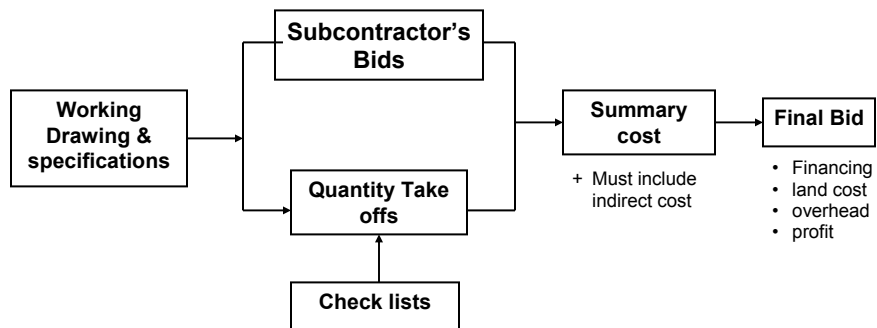 Subcontractor's
Bids
Working
Drawing &
specifications
Summary
cost
Final Bid
+ Must include
indirect cost
• Financing
• land cost
• overhead
• profit
Quantity Take
offs
Check lists